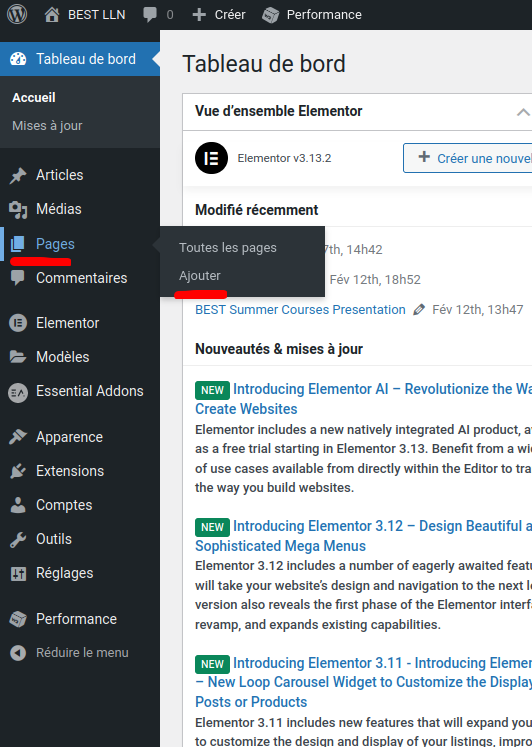 BEST LLN 0 Créer Performance
Tableau de bord
Accueil
Mises à jour
Articles
Médias
Pages
Commentaires
Elementor
Modèles
Essential Addons
Apparence
Extensions
Comptes
Outils
Réglages
Performance
Réduire le menu
Toutes les pages
Ajouter
Tableau de bord
Vue d'ensemble Elementor
Elementor v3.13.2
Créer une nouvel
Modifié récemment
7th, 14h42
Fév 12th, 18h52
BEST Summer Courses Presentation Fév 12th, 13h47
Nouveautés & mises à jour
NEW Introducing Elementor AI – Revolutionize the Wa
Create Websites
Elementor includes a new natively integrated AI product, a
as a free trial starting in Elementor 3.13. Benefit from a wi
of use cases available from directly within the Editor to tra
the way you build websites.
NEW Introducing Elementor 3.12 – Design Beautiful a
Sophisticated Mega Menus
Elementor 3.12 includes a number of eagerly awaited featu
will take your website's design and navigation to the next l
version also reveals the first phase of the Elementor interf
revamp, and expands existing capabilities.
NEW Introducing Elementor 3.11 - Introducing Elemen
– New Loop Carousel Widget to Customize the Display
Posts or Products
Elementor 3.11 includes new features that will expand you
to customize the design and display of your listings, impro